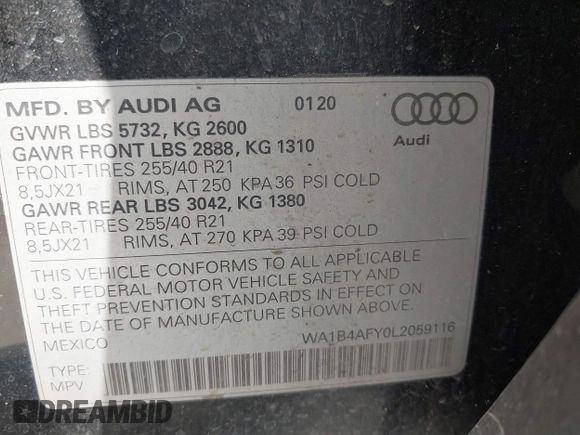 MFD. BY AUDI AG 0120
GVWR LBS 5732, KG 2600
GAWR FRONT LBS 2888, KG 1310
FRONT-TIRES 255/40 R21
8,5JX21 RIMS, AT 250 KPA 36 PSI COLD
GAWR REAR LBS 3042, KG 1380
REAR-TIRES 255/40 R21
8,5JX21 RIMS, AT 270 KPA 39 PSI COLD
Audi
THIS VEHICLE CONFORMS TO ALL APPLICABLE
U.S. FEDERAL MOTOR VEHICLE SAFETY AND
THEFT PREVENTION STANDARDS IN EFFECT ON
THE DATE OF MANUFACTURE SHOWN ABOVE.
MEXICO WA1B4AFY0L2059116
TYPE:
MPV
DREAMBID